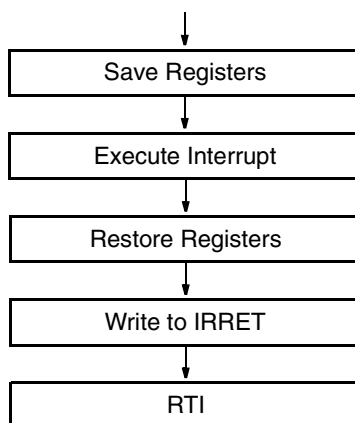 Save Registers
Execute Interrupt
Restore Registers
Write to IRRET
RTI